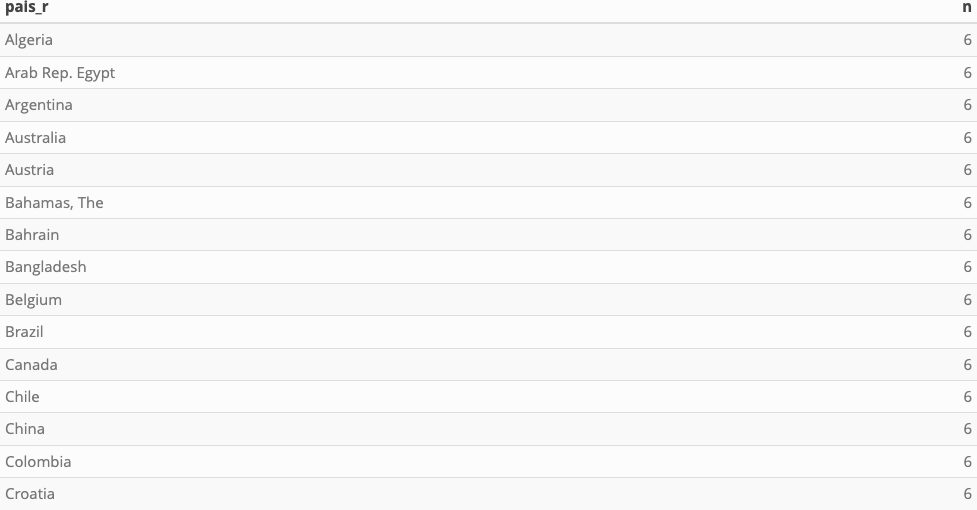 pais_r n
Algeria 6
Arab Rep. Egypt 6
Argentina 6
Australia 6
Austria 6
Bahamas, The 6
Bahrain 6
Bangladesh 6
Belgium 6
Brazil 6
Canada 6
Chile 6
China 6
Colombia 6
Croatia 6